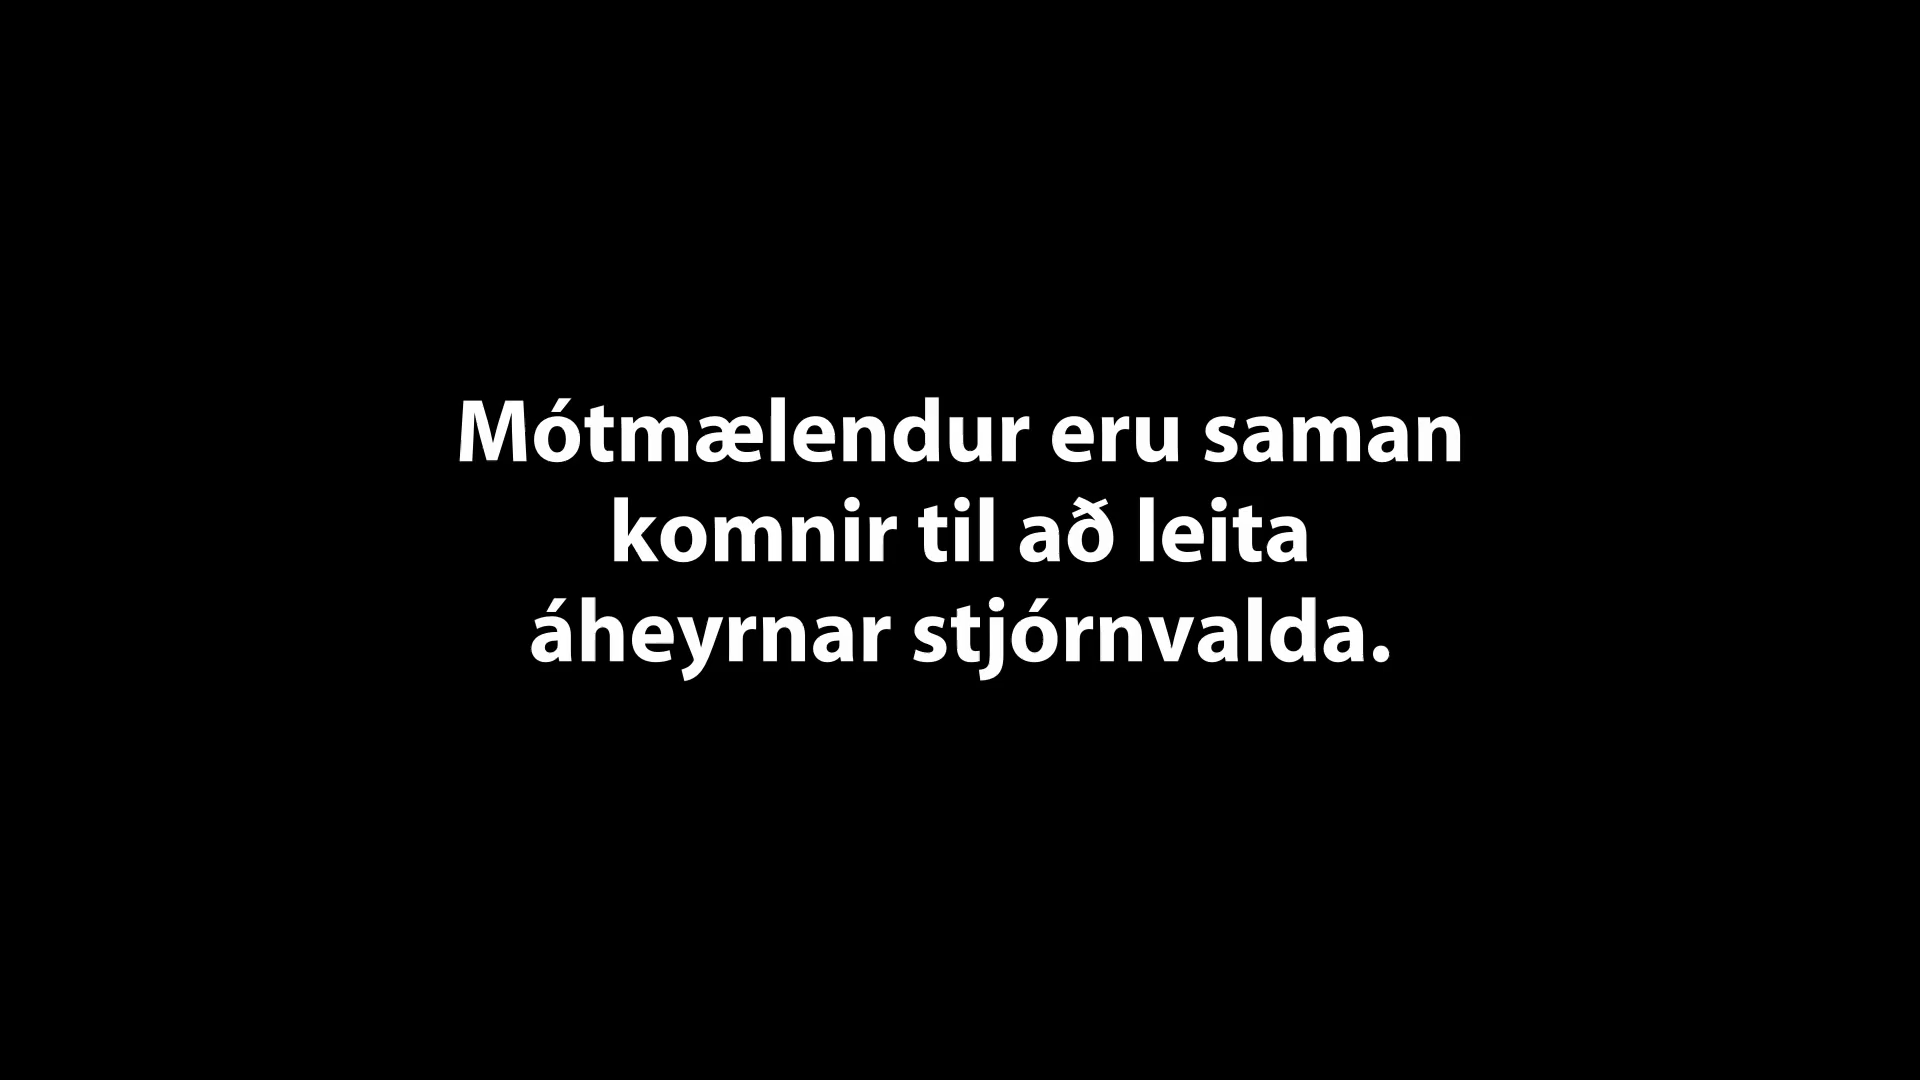 Mótmælendur eru saman
komnir til að leita
áheyrnar stjórnvalda.